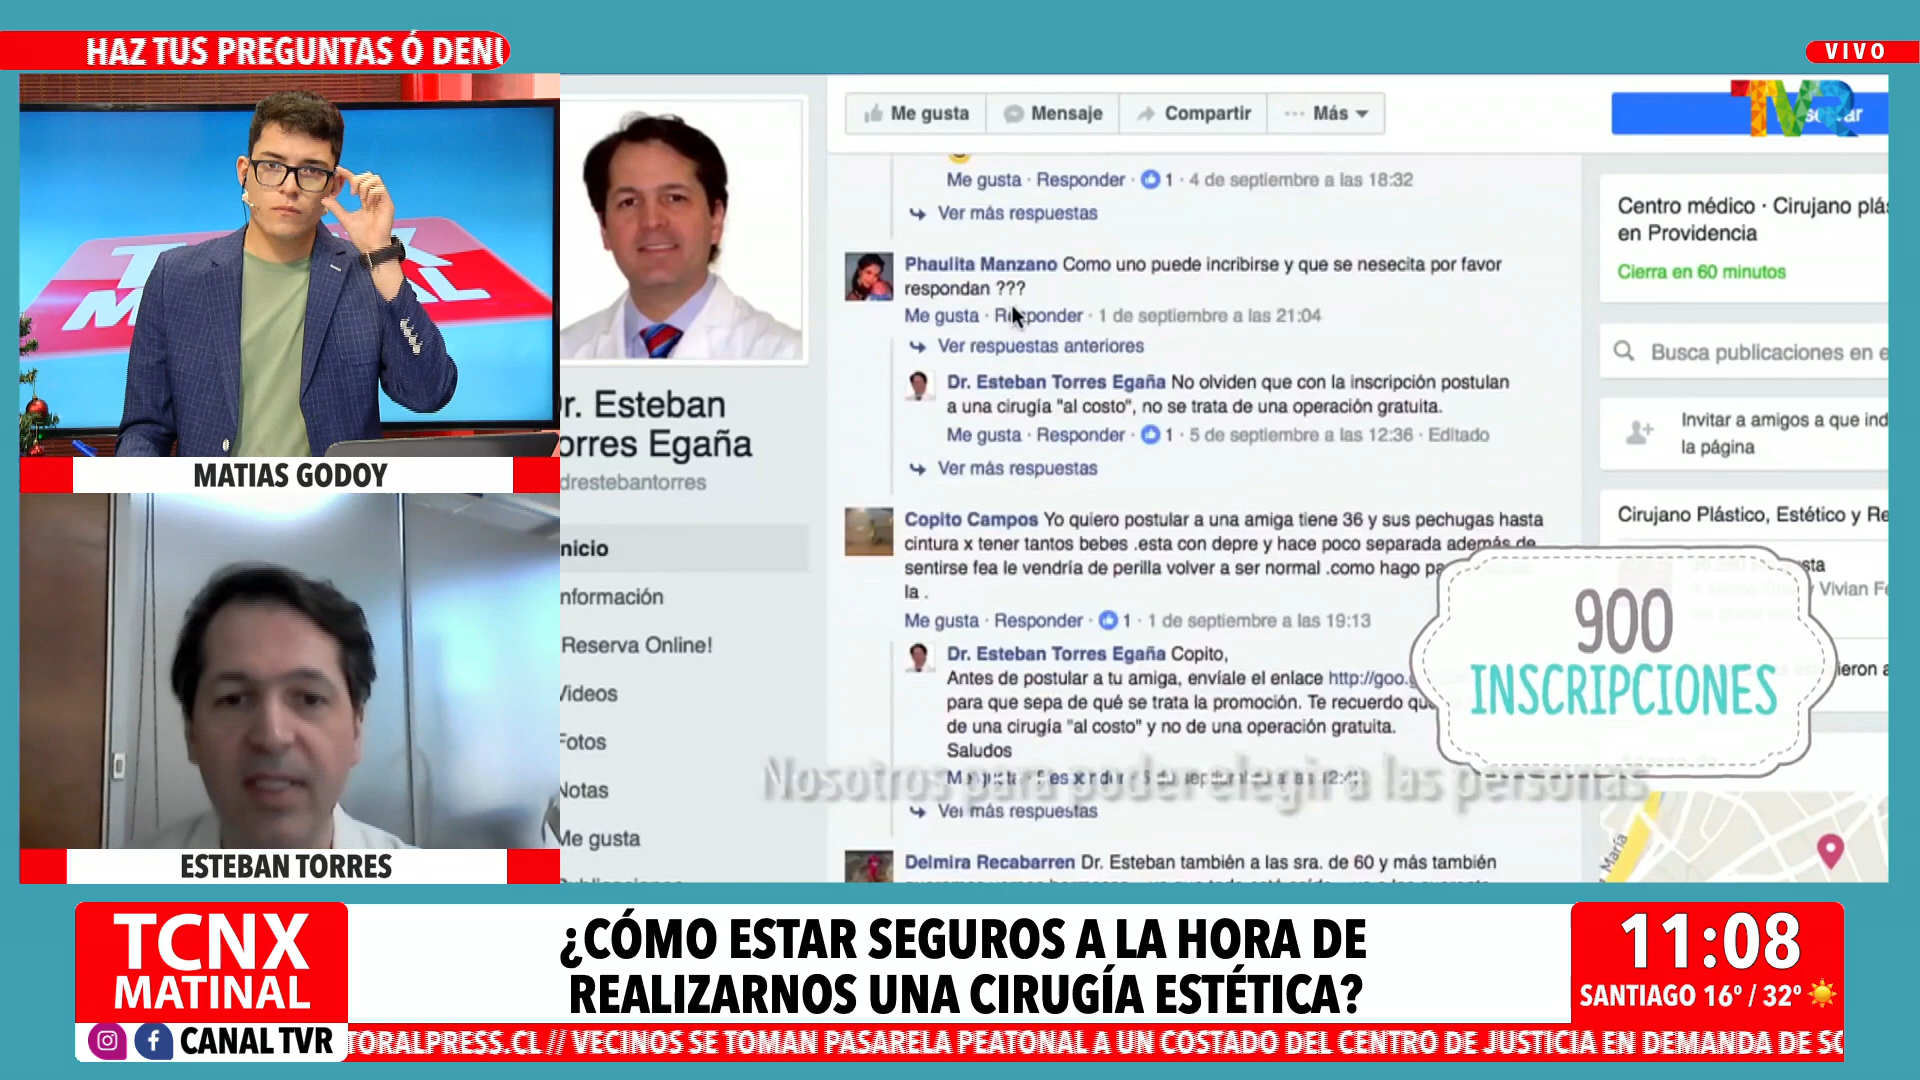 HAZ TUS PREGUNTAS Ó DENU
VIVO
TVR
MATIAS GODOY
ESTEBAN TORRES
r. Esteban
orres Egaña
drestebantorres
nicio
nformación
Reserva Online!
Videos
Fotos
Notas
Me gusta
Me gusta
Mensaje
Compartir
Más
Me gusta · Responder · 1 · 4 de septiembre a las 18:32
Ver más respuestas
Phaulita Manzano Como uno puede incribirse y que se nesecita por favor
respondan ???
Me gusta · Responder · 1 de septiembre a las 21:04
Ver respuestas anteriores
Dr. Esteban Torres Egaña No olviden que con la inscripción postulan
a una cirugía "al costo", no se trata de una operación gratuita.
Me gusta · Responder · 1 · 5 de septiembre a las 12:36 · Editado
Ver más respuestas
Copito Campos Yo quiero postular a una amiga tiene 36 y sus pechugas hasta
cintura x tener tantos bebes .esta con depre y hace poco separada además de
sentirse fea le vendría de perilla volver a ser normal .como hago pa
la .
Me gusta · Responder · 1 · 1 de septiembre a las 19:13
Dr. Esteban Torres Egaña Copito,
Antes de postular a tu amiga, envíale el enlace http://goo.g
para que sepa de qué se trata la promoción. Te recuerdo que
de una cirugía "al costo" y no de una operación gratuita.
Saludos
Nosotros para poder elegir a las personas
Ver más respuestas
Delmira Recabarren Dr. Esteban también a las sra. de 60 y más también
Centro médico · Cirujano plás
en Providencia
Cierra en 60 minutos
Busca publicaciones en e
Invitar a amigos a que ind
la página
Cirujano Plástico, Estético y Re
Vivian Fe
ieron a
900
INSCRIPCIONES
María
TCNX
MATINAL
CANAL TVR
¿CÓMO ESTAR SEGUROS A LA HORA DE
REALIZARNOS UNA CIRUGÍA ESTÉTICA?
11:08
SANTIAGO 16º / 32º
TORALPRESS.CL // VECINOS SE TOMAN PASARELA PEATONAL A UN COSTADO DEL CENTRO DE JUSTICIA EN DEMANDA DE SO